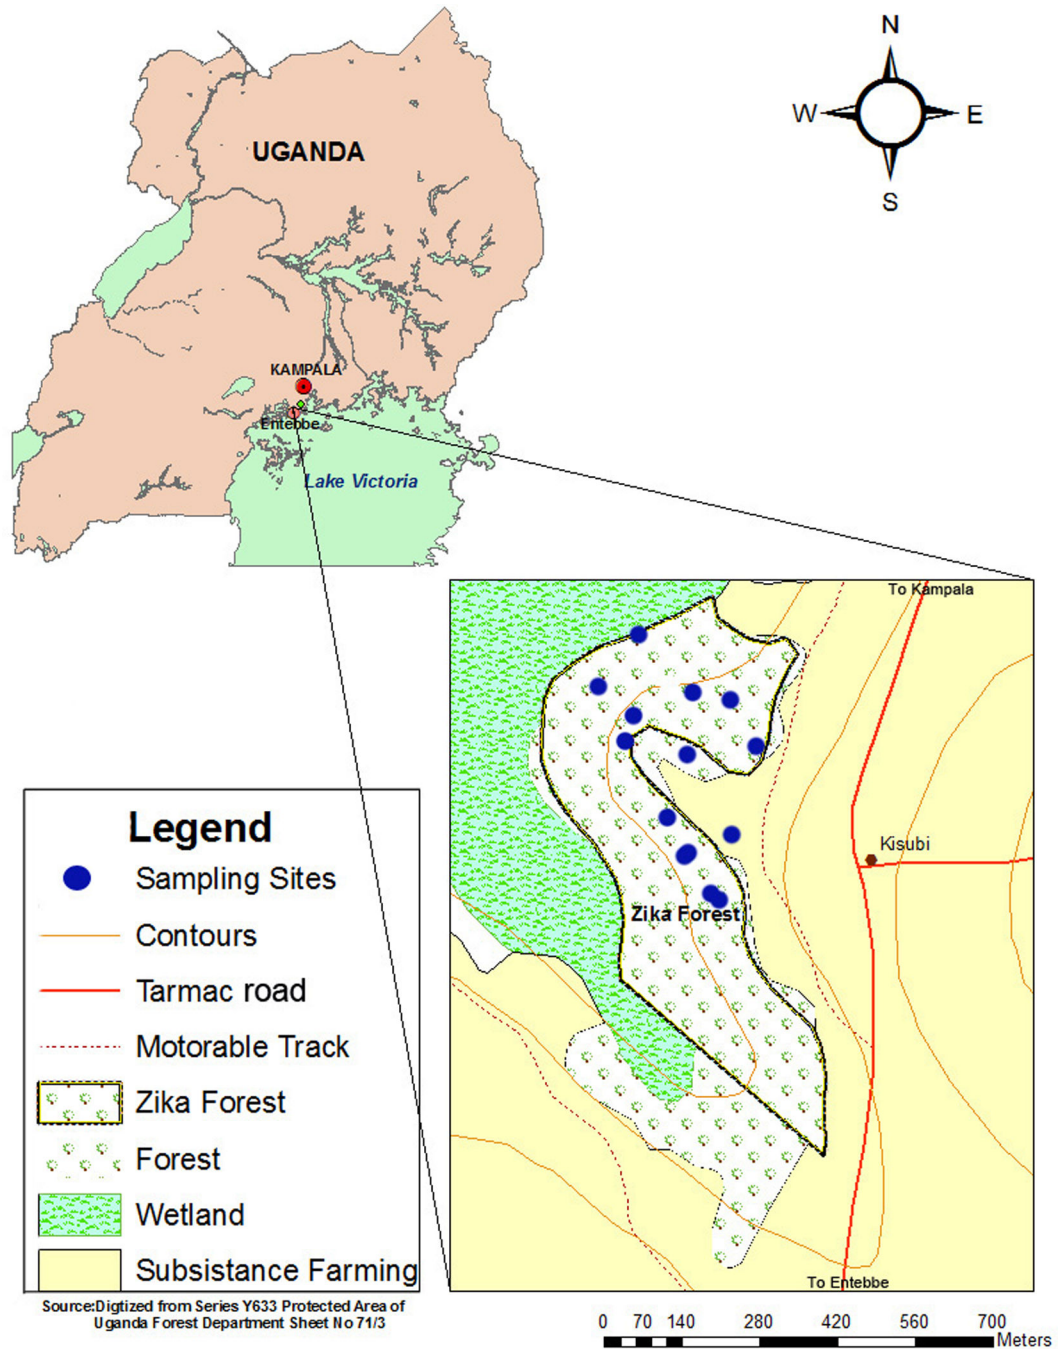 N
W
E
S
UGANDA
KAMPALA
Entebbe
Lake Victoria
To Kampala
Kisubi
Zika Forest
To Entebbe
Legend
Sampling Sites
Contours
Tarmac road
Motorable Track
Zika Forest
Forest
Wetland
Subsistance Farming
Source:Digtized from Series Y633 Protected Area of
Uganda Forest Department Sheet No 71/3
0 70 140 280 420 560 700
Meters